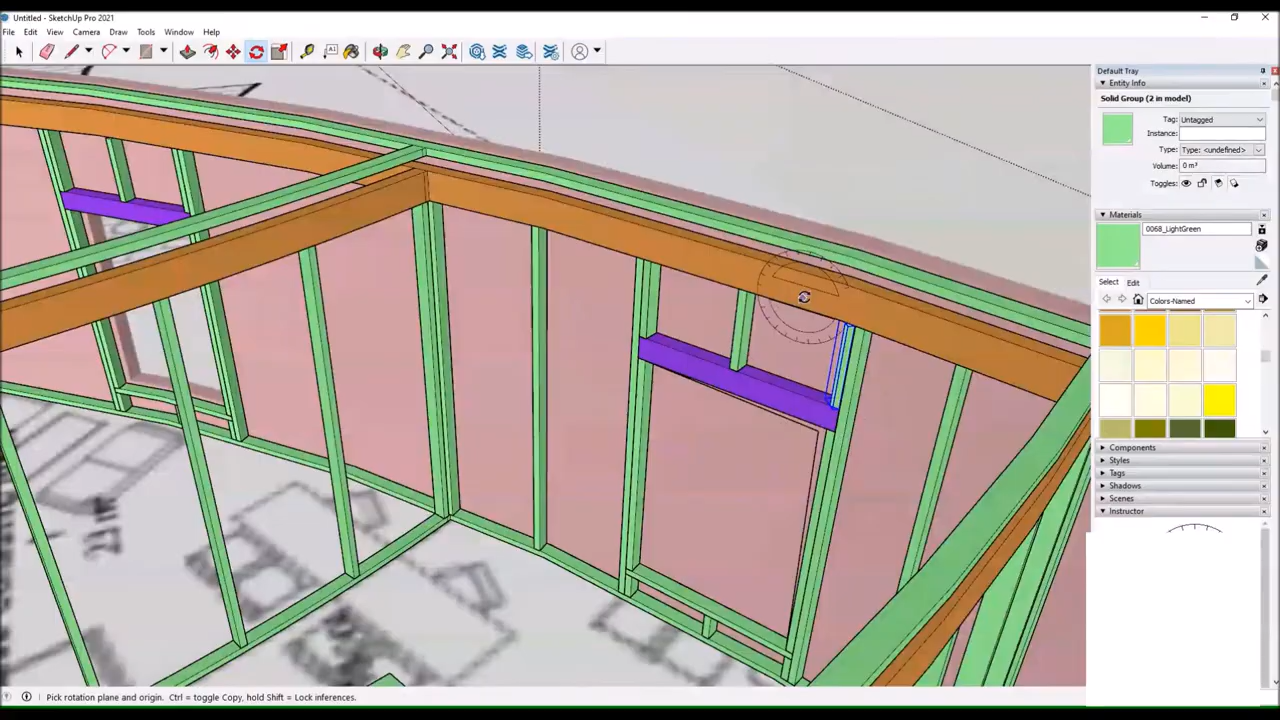 Untitled - SketchUp Pro 2021
File Edit View Camera Draw Tools Window Help
Default Tray
Entity Info
Solid Group (2 in model)
Tag: Untagged
Instance:
Type: Type: <undefined>
Volume: 0 m³
Toggles:
Materials
0068_LightGreen
Select Edit
Colors-Named
Components
Styles
Tags
Shadows
Scenes
Instructor
Pick rotation plane and origin. Ctrl = toggle Copy, hold Shift = Lock inferences.